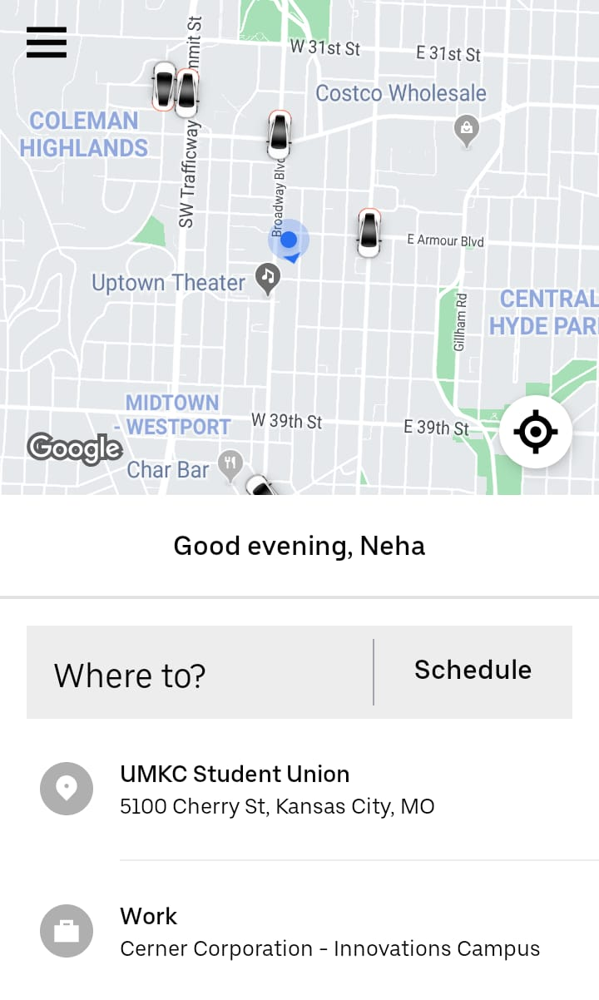 mmit St
W 31st St
E 31st St
Costco Wholesale
COLEMAN
HIGHLANDS
SW Trafficway
Broadway Blvd
E Armour Blvd
Uptown Theater
CENTRAL
HYDE PAR
Gillham Rd
MIDTOWN
- WESTPORT
W 39th St
E 39th St
Google
Char Bar
Good evening, Neha
Where to?
Schedule
UMKC Student Union
5100 Cherry St, Kansas City, MO
Work
Cerner Corporation - Innovations Campus